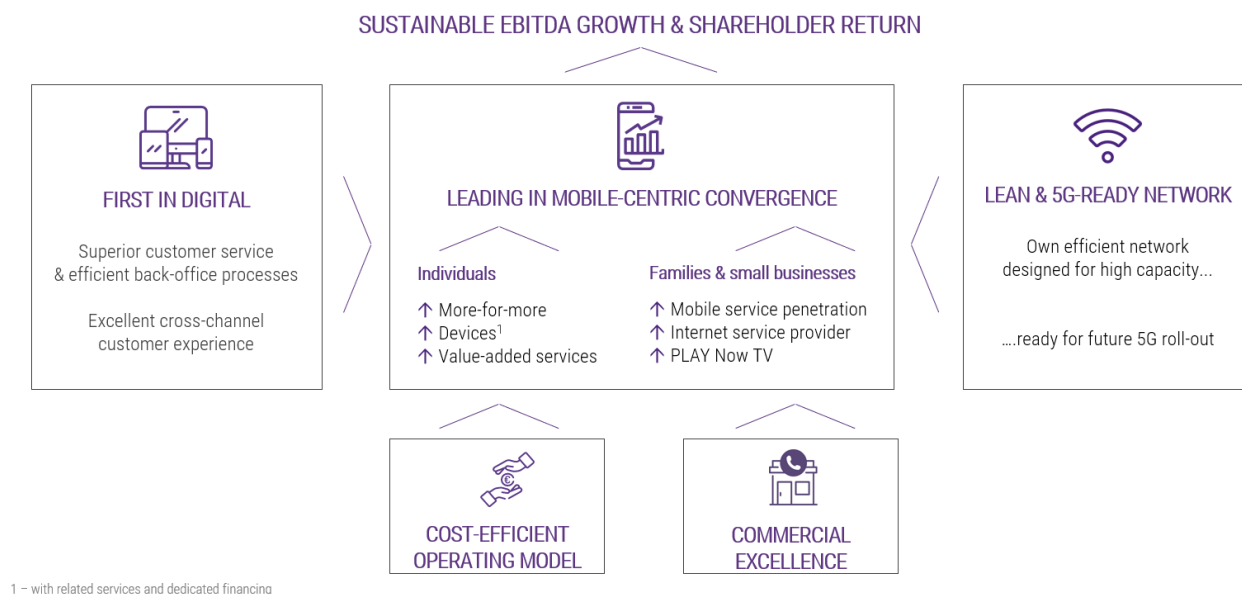 SUSTAINABLE EBITDA GROWTH & SHAREHOLDER RETURN
FIRST IN DIGITAL
Superior customer service
& efficient back-office processes
Excellent cross-channel
customer experience
LEADING IN MOBILE-CENTRIC CONVERGENCE
Individuals
↑ More-for-more
↑ Devices¹
↑ Value-added services
Families & small businesses
↑ Mobile service penetration
↑ Internet service provider
↑ PLAY Now TV
LEAN & 5G-READY NETWORK
Own efficient network
designed for high capacity...
....ready for future 5G roll-out
€
COST-EFFICIENT
OPERATING MODEL
COMMERCIAL
EXCELLENCE
1 – with related services and dedicated financing